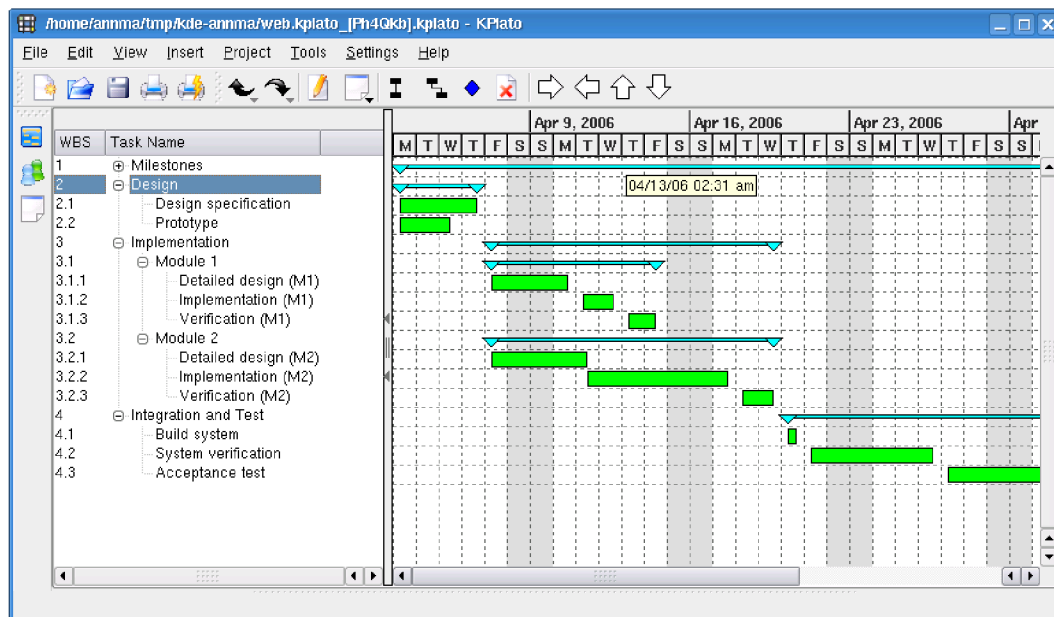 /home/annma/tmp/kde-annma/web.kplato_[Ph4Qkb].kplato - KPlato
File Edit View Insert Project Tools Settings Help
Apr 9, 2006 Apr 16, 2006 Apr 23, 2006 Apr
WBS Task Name M T W T F S S M T W T F S S M T W T F S S M T W T F S S
1 Milestones
2 Design 04/13/06 02:31 am
2.1 Design specification
2.2 Prototype
3 Implementation
3.1 Module 1
3.1.1 Detailed design (M1)
3.1.2 Implementation (M1)
3.1.3 Verification (M1)
3.2 Module 2
3.2.1 Detailed design (M2)
3.2.2 Implementation (M2)
3.2.3 Verification (M2)
4 Integration and Test
4.1 Build system
4.2 System verification
4.3 Acceptance test